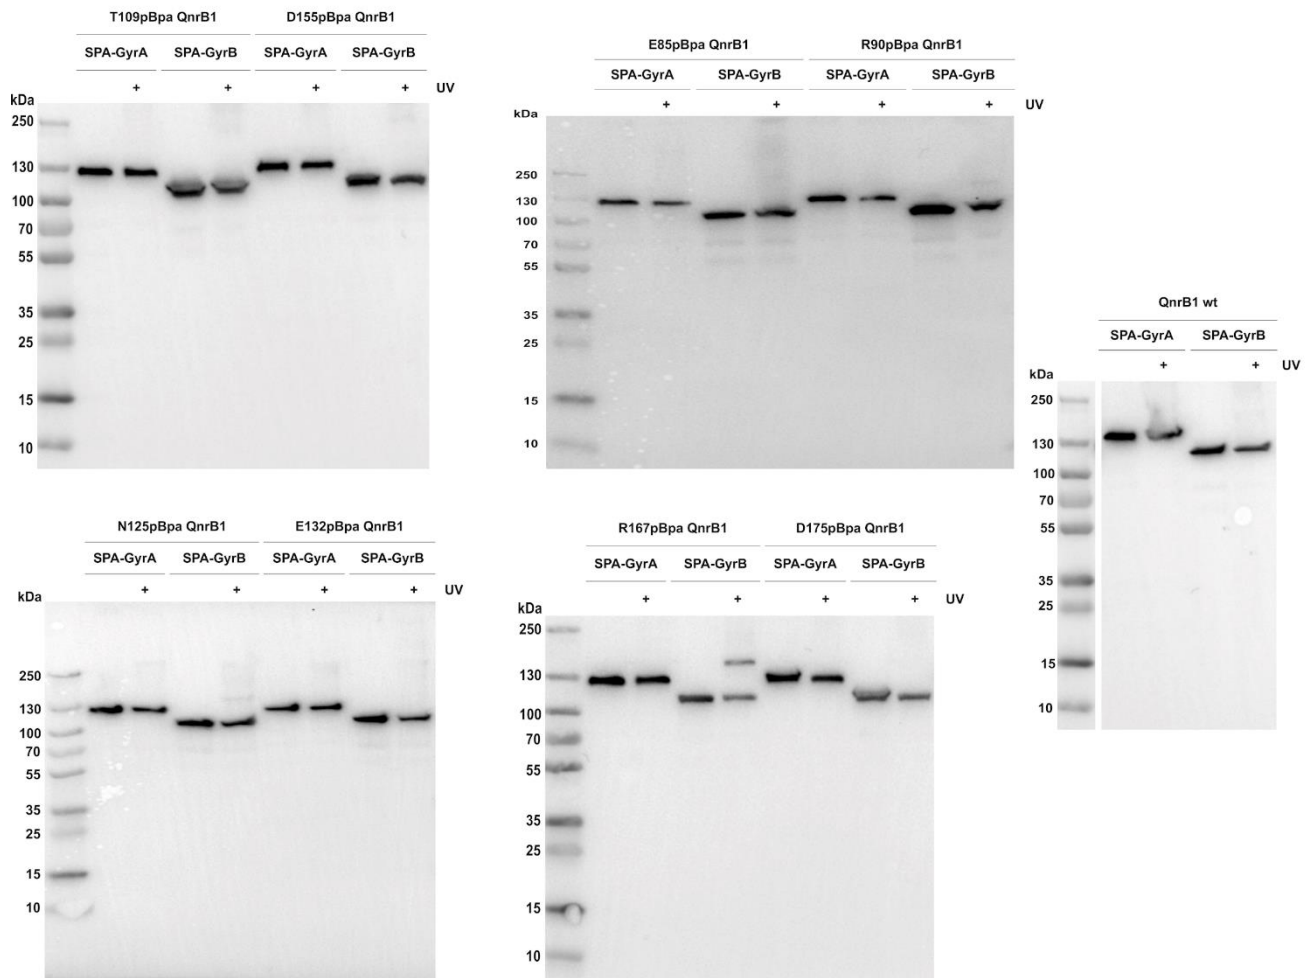 T109pBpa QnrB1 D155pBpa QnrB1
SPA-GyrA SPA-GyrB SPA-GyrA SPA-GyrB
+ + + + UV
kDa
250
130
100
70
55
35
25
15
10
E85pBpa QnrB1 R90pBpa QnrB1
SPA-GyrA SPA-GyrB SPA-GyrA SPA-GyrB
+ + + + UV
kDa
250
130
100
70
55
35
25
15
10
QnrB1 wt
SPA-GyrA SPA-GyrB
+ + UV
kDa
250
130
100
70
55
35
25
15
10
N125pBpa QnrB1 E132pBpa QnrB1
SPA-GyrA SPA-GyrB SPA-GyrA SPA-GyrB
+ + + + UV
kDa
250
130
100
70
55
35
25
15
10
R167pBpa QnrB1 D175pBpa QnrB1
SPA-GyrA SPA-GyrB SPA-GyrA SPA-GyrB
+ + + + UV
kDa
250
130
100
70
55
35
25
15
10